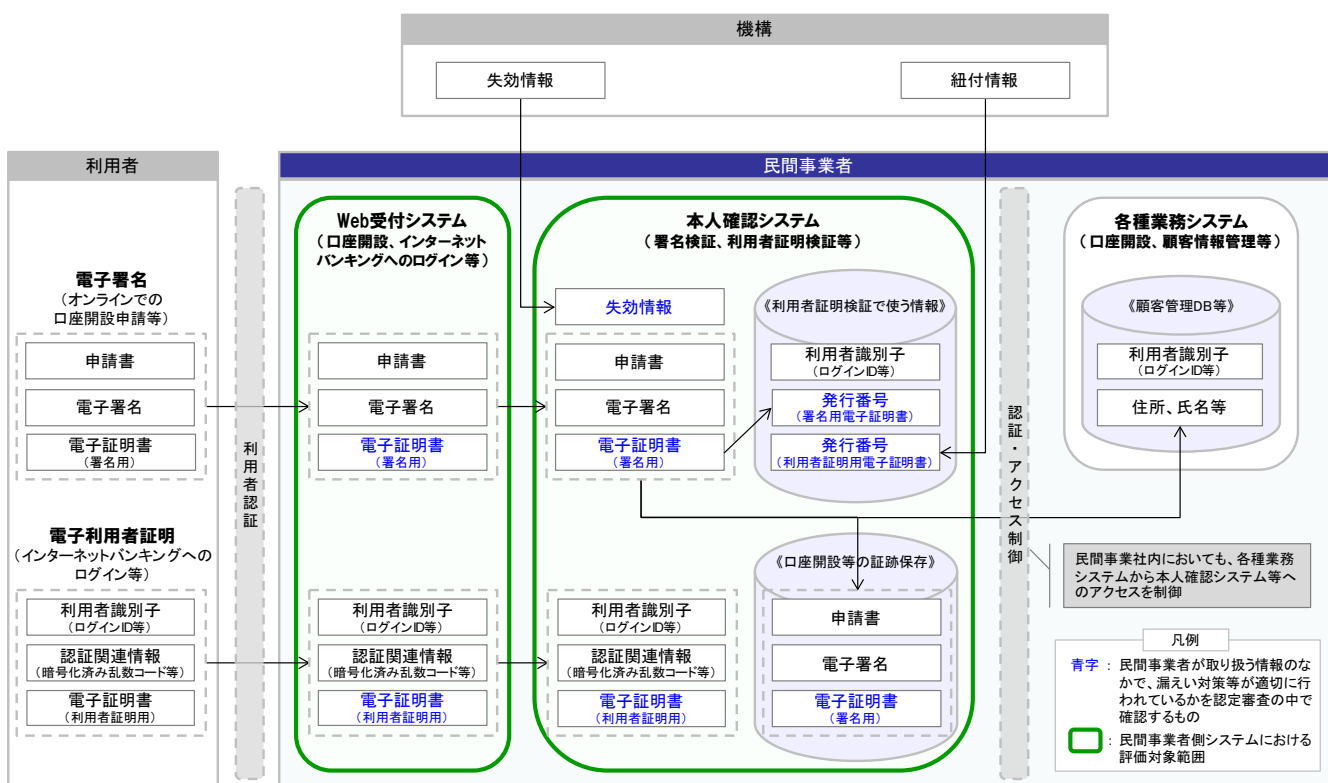 機構
失効情報
紐付情報
利用者
電子署名
（オンラインでの
口座開設申請等）
申請書
電子署名
電子証明書
（署名用）
電子利用者証明
（インターネットバンキングへの
ログイン等）
利用者識別子
（ログインID等）
認証関連情報
（暗号化済み乱数コード等）
電子証明書
（利用者証明用）
利用者認証
民間事業者
Web受付システム
（口座開設、インターネット
バンキングへのログイン等）
申請書
電子署名
電子証明書
（署名用）
利用者識別子
（ログインID等）
認証関連情報
（暗号化済み乱数コード等）
電子証明書
（利用者証明用）
本人確認システム
（署名検証、利用者証明検証等）
失効情報
申請書
電子署名
電子証明書
（署名用）
《利用者証明検証で使う情報》
利用者識別子
（ログインID等）
発行番号
（署名用電子証明書）
発行番号
（利用者証明用電子証明書）
利用者識別子
（ログインID等）
認証関連情報
（暗号化済み乱数コード等）
電子証明書
（利用者証明用）
《口座開設等の証跡保存》
申請書
電子署名
電子証明書
（署名用）
認証・アクセス制御
各種業務システム
（口座開設、顧客情報管理等）
《顧客管理DB等》
利用者識別子
（ログインID等）
住所、氏名等
民間事業社内においても、各種業務
システムから本人確認システム等へ
のアクセスを制御
凡例
青字 ： 民間事業者が取り扱う情報のな
かで、漏えい対策等が適切に行
われているかを認定審査の中で
確認するもの
： 民間事業者側システムにおける
評価対象範囲